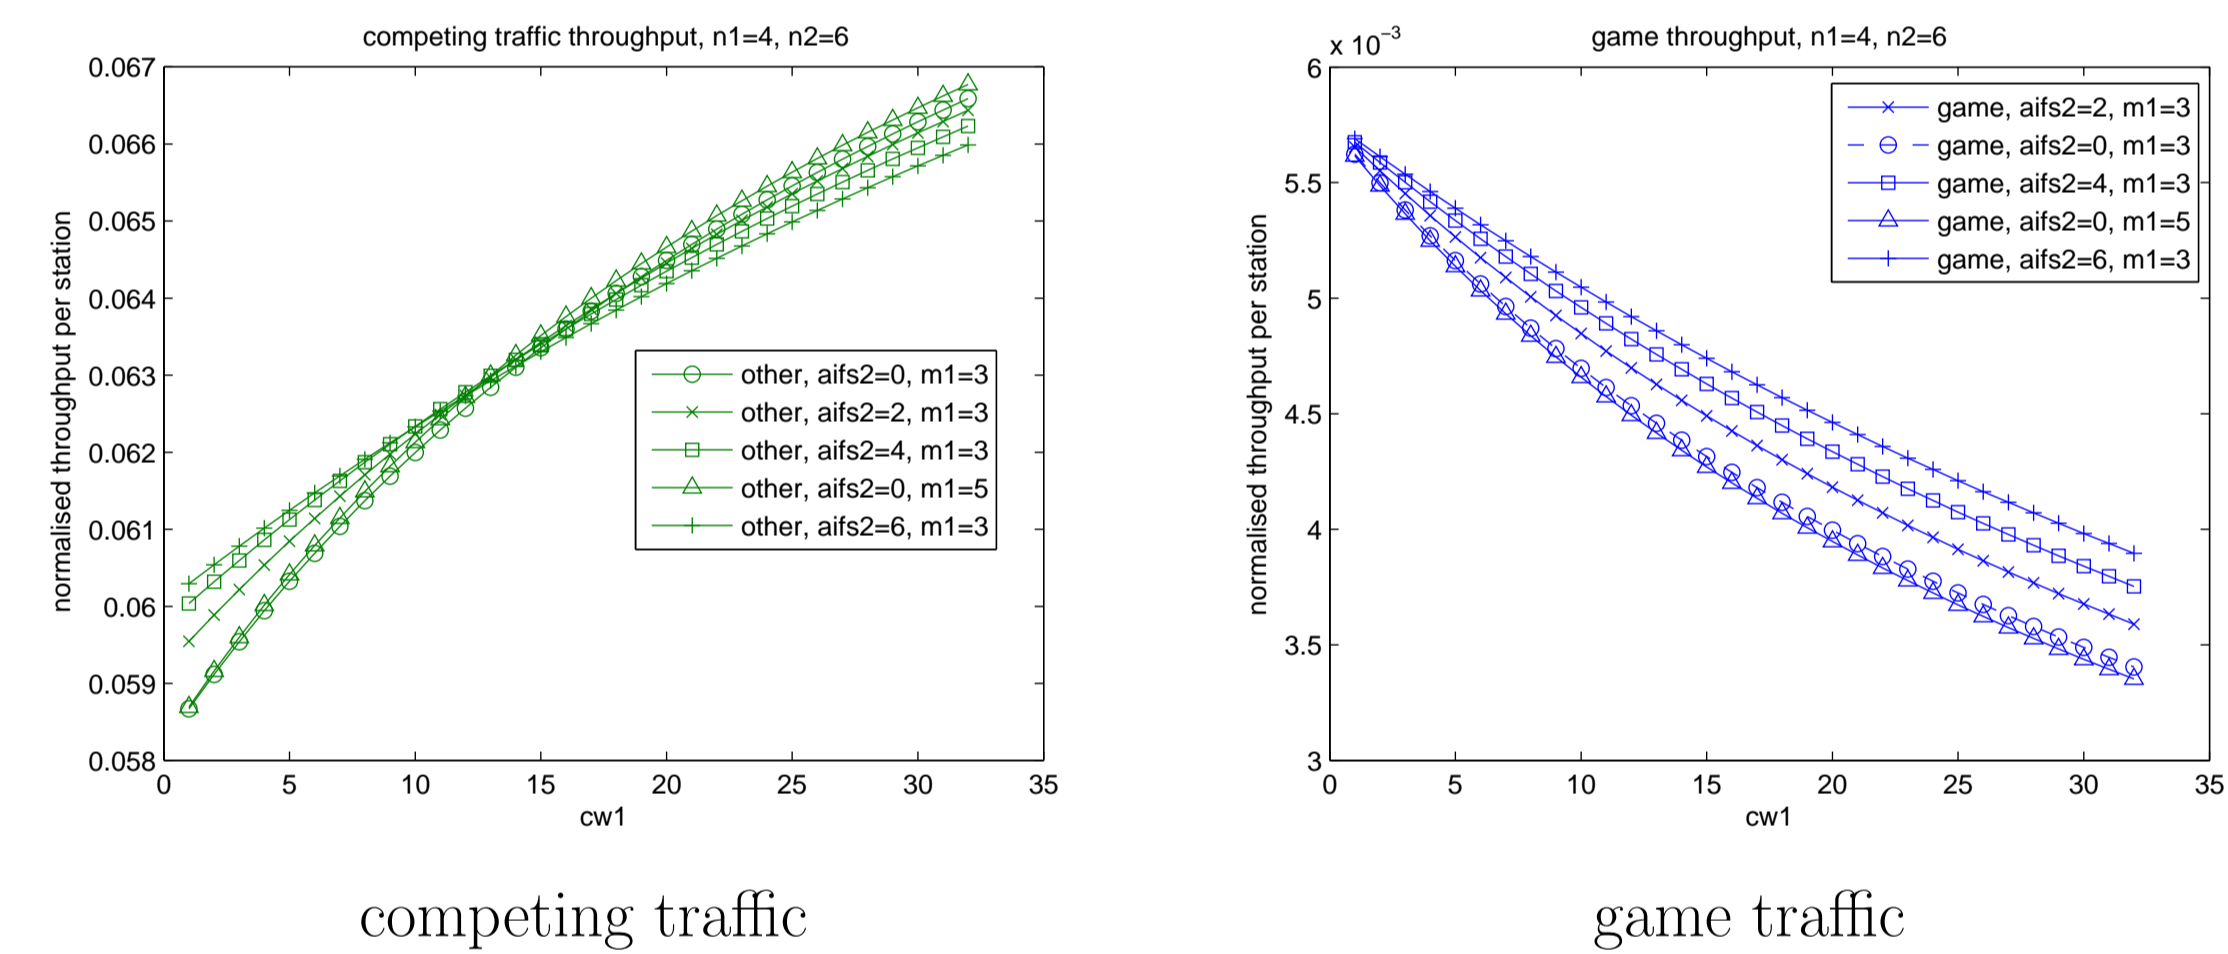 competing traffic throughput, n1=4, n2=6
normalised throughput per station
0.067
0.066
0.065
0.064
0.063
0.062
0.061
0.06
0.059
0.058
other, aifs2=0, m1=3
other, aifs2=2, m1=3
other, aifs2=4, m1=3
other, aifs2=0, m1=5
other, aifs2=6, m1=3
0 5 10 15 20 25 30 35
cw1
competing traffic
game throughput, n1=4, n2=6
x 10⁻³
normalised throughput per station
6
5.5
5
4.5
4
3.5
3
game, aifs2=2, m1=3
game, aifs2=0, m1=3
game, aifs2=4, m1=3
game, aifs2=0, m1=5
game, aifs2=6, m1=3
0 5 10 15 20 25 30 35
cw1
game traffic